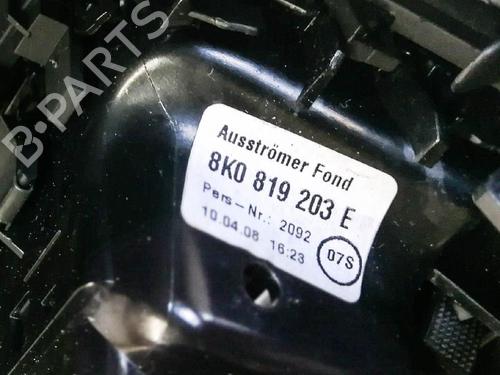 B-PARTS
Ausströmer Fond
8K0 819 203 E
Pers-Nr.: 2092
10.04.08 16:23
07S